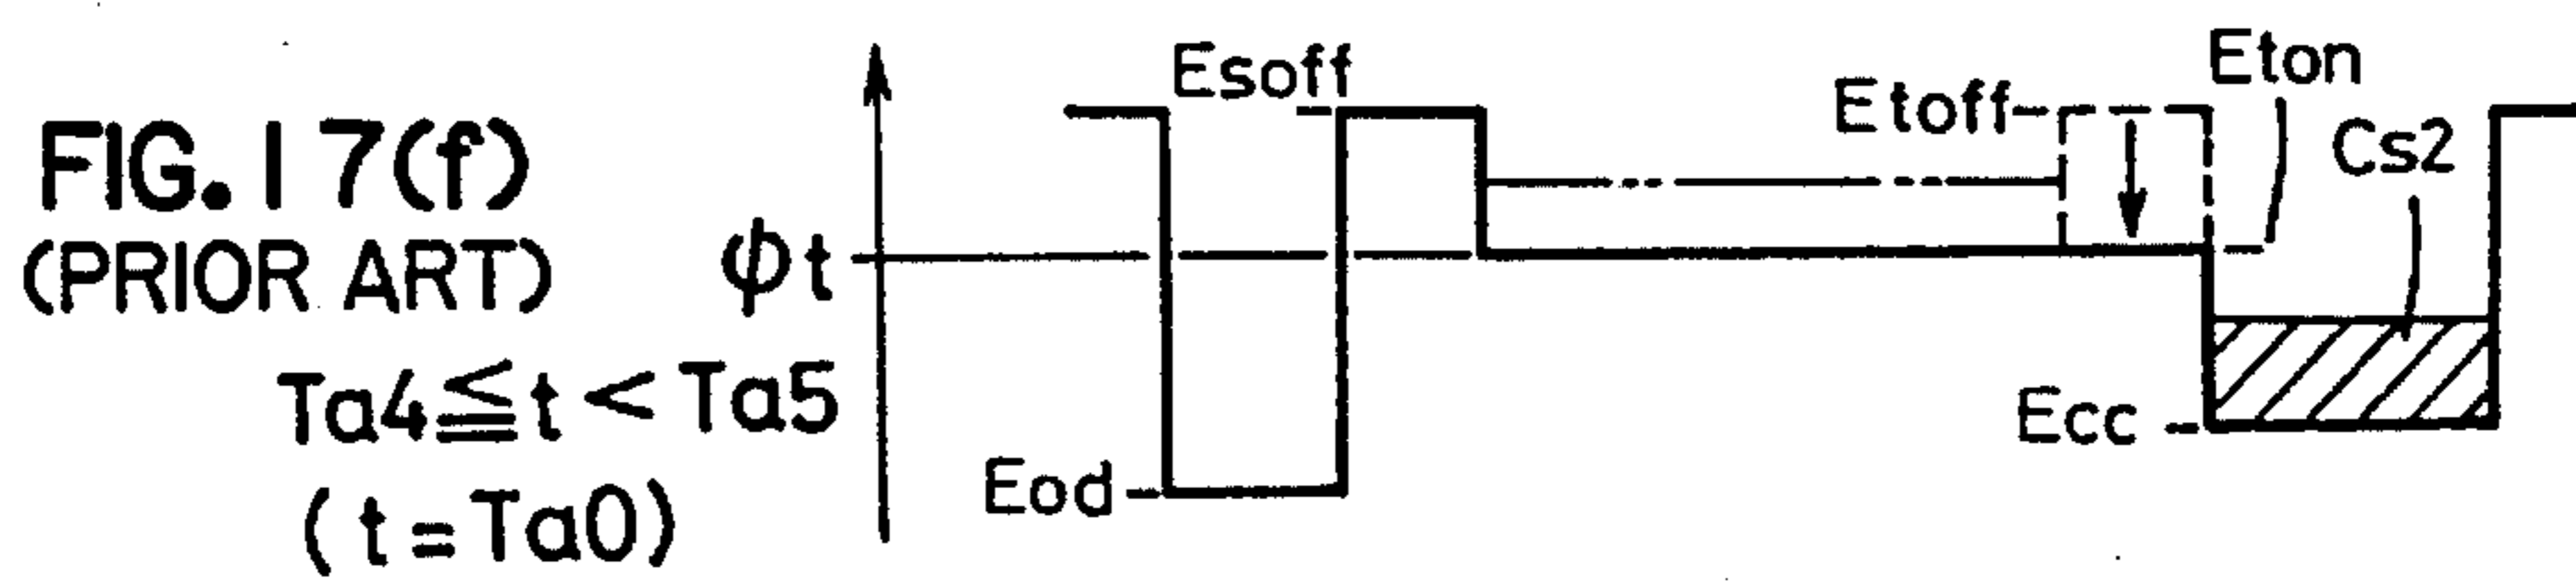 FIG. 17(f)
(PRIOR ART)
Ta4≦t<Ta5
(t=Ta0)
φt
Esoff
Eod
Etoff
Eton
Cs2
Ecc